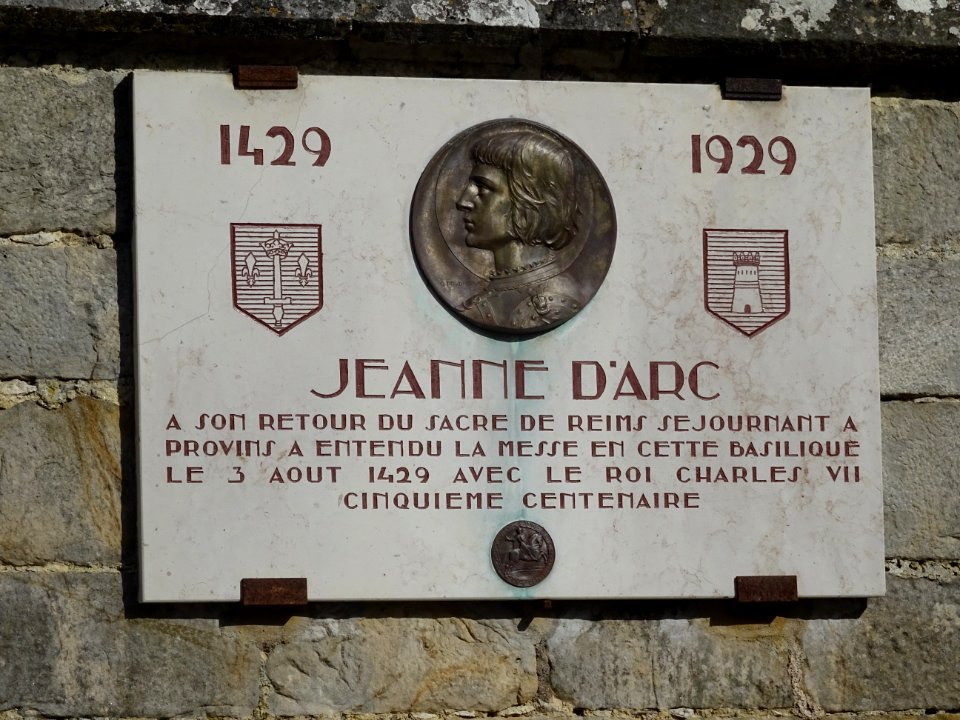 1429
1929
JEANNE D'ARC
A SON RETOUR DU SACRE DE REIMS SEJOURNANT A
PROVINS A ENTENDU LA MESSE EN CETTE BASILIQUE
LE 3 AOUT 1429 AVEC LE ROI CHARLES VII
CINQUIEME CENTENAIRE